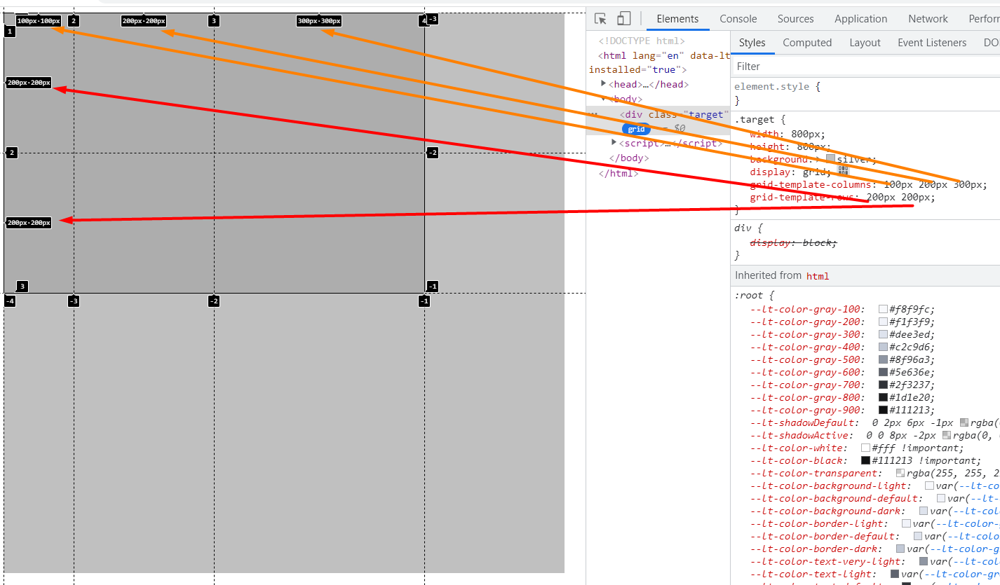 100px·100px 2 200px·200px 3 300px·300px 4 -3
1
200px·200px
2 -2
200px·200px
3 -1
-4 -3 -2 -1
Elements Console Sources Application Network Perfor
<!DOCTYPE html>
<html lang="en" data-lt
installed="true">
<head>…</head>
<body>
<div class="target"
grid == $0
<script>…</script>
</body>
</html>
Styles Computed Layout Event Listeners DO
Filter
element.style {
}
.target {
width: 800px;
height: 800px;
background: silver;
display: grid;
grid-template-columns: 100px 200px 300px;
grid-template-rows: 200px 200px;
}
div {
display: block;
}
Inherited from html
:root {
--lt-color-gray-100: #f8f9fc;
--lt-color-gray-200: #f1f3f9;
--lt-color-gray-300: #dee3ed;
--lt-color-gray-400: #c2c9d6;
--lt-color-gray-500: #8f96a3;
--lt-color-gray-600: #5e636e;
--lt-color-gray-700: #2f3237;
--lt-color-gray-800: #1d1e20;
--lt-color-gray-900: #111213;
--lt-shadowDefault: 0 2px 6px -1px rgba(
--lt-shadowActive: 0 0 8px -2px rgba(0,
--lt-color-white: #fff !important;
--lt-color-black: #111213 !important;
--lt-color-transparent: rgba(255, 255, 2
--lt-color-background-light: var(--lt-co
--lt-color-background-default: var(--lt-
--lt-color-background-dark: var(--lt-col
--lt-color-border-light: var(--lt-color-
--lt-color-border-default: var(--lt-colo
--lt-color-border-dark: var(--lt-color-g
--lt-color-text-very-light: var(--lt-col
--lt-color-text-light: var(--lt-color-gr